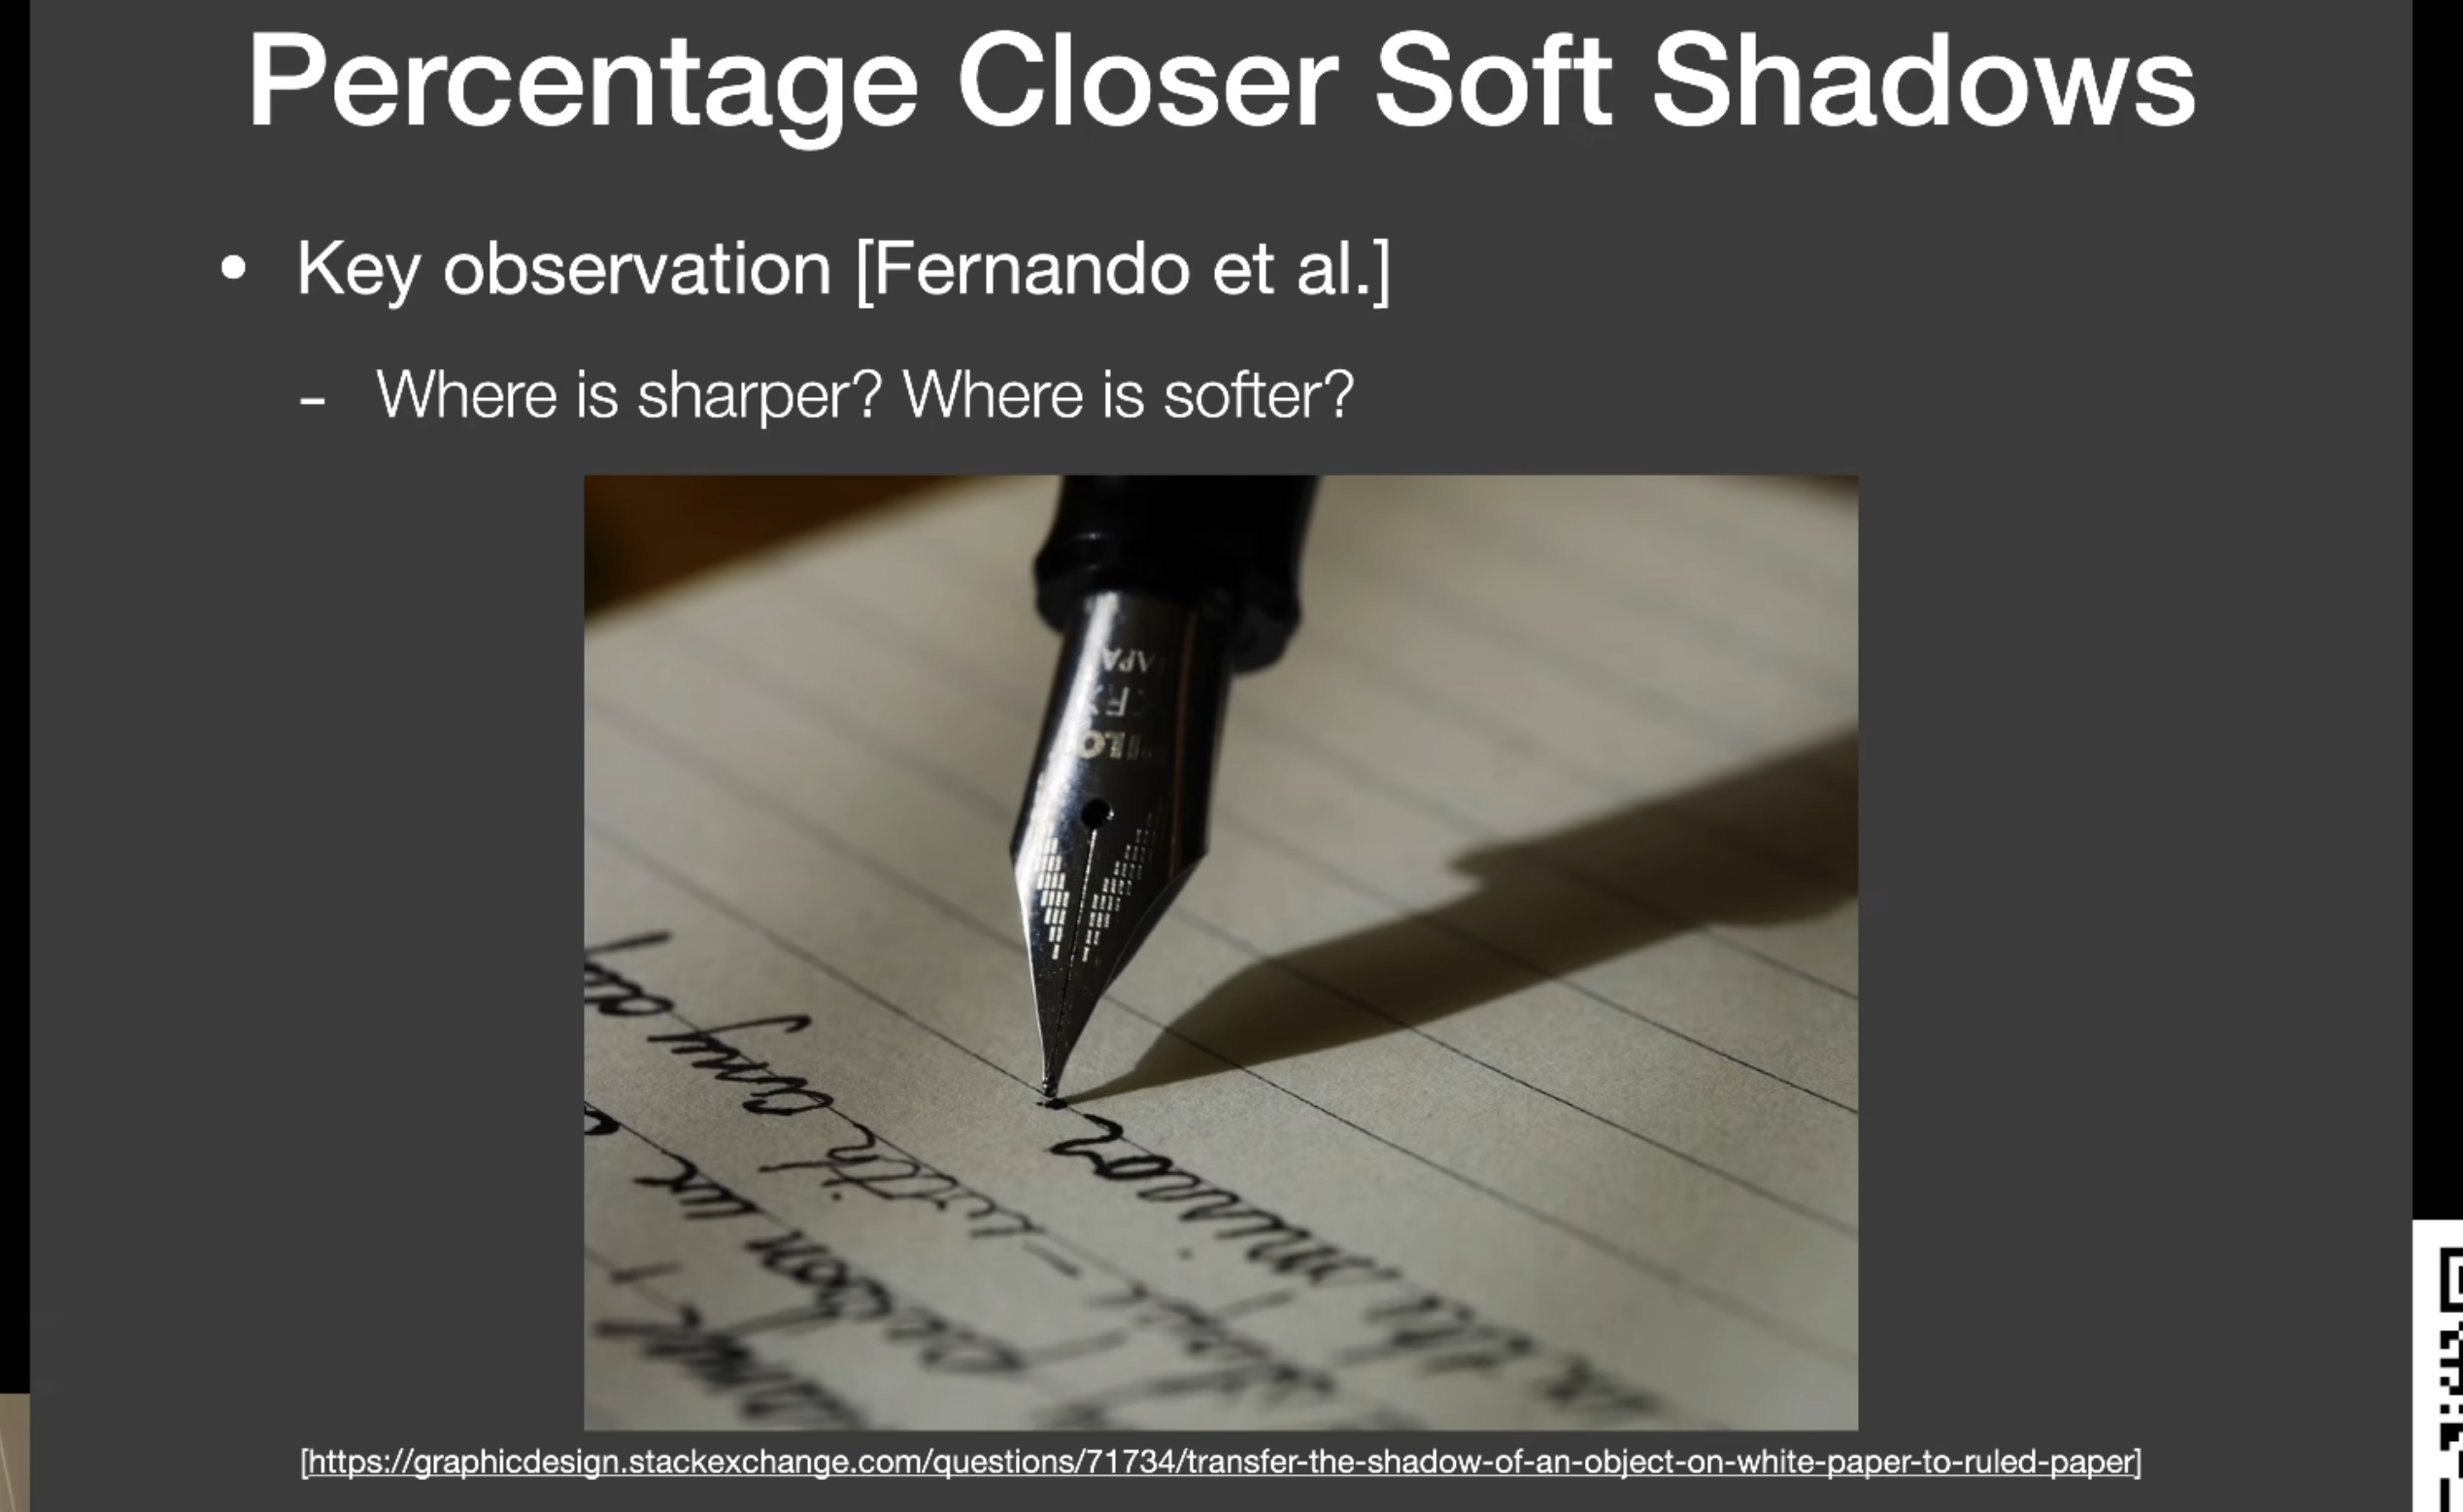 Percentage Closer Soft Shadows
• Key observation [Fernando et al.]
- Where is sharper? Where is softer?
[https://graphicdesign.stackexchange.com/questions/71734/transfer-the-shadow-of-an-object-on-white-paper-to-ruled-paper]